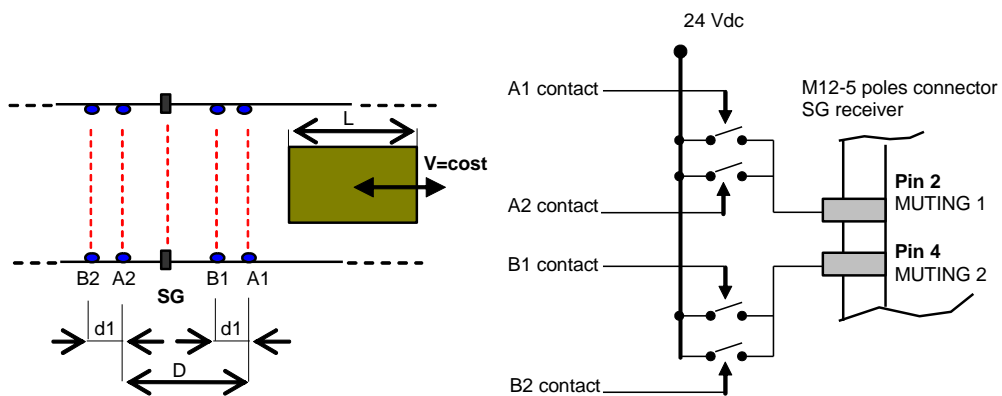 L
V=cost
B2 A2
B1 A1
SG
d1
d1
D
24 Vdc
A1 contact
A2 contact
B1 contact
B2 contact
M12-5 poles connector
SG receiver
Pin 2
MUTING 1
Pin 4
MUTING 2